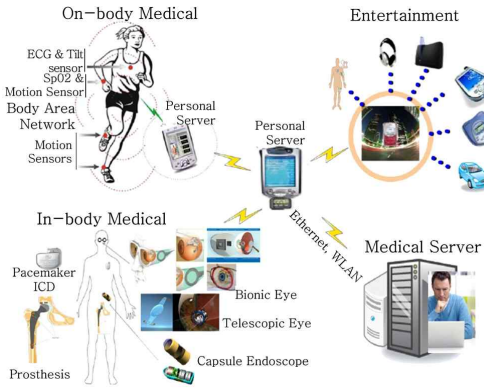 On-body Medical
ECG & Tilt
sensor
SpO2 &
Motion Sensor
Body Area
Network
Motion
Sensors
Personal
Server
Entertainment
Personal
Server
Ethernet, WLAN
In-body Medical
Pacemaker
ICD
Prosthesis
Bionic Eye
Telescopic Eye
Capsule Endoscope
Medical Server